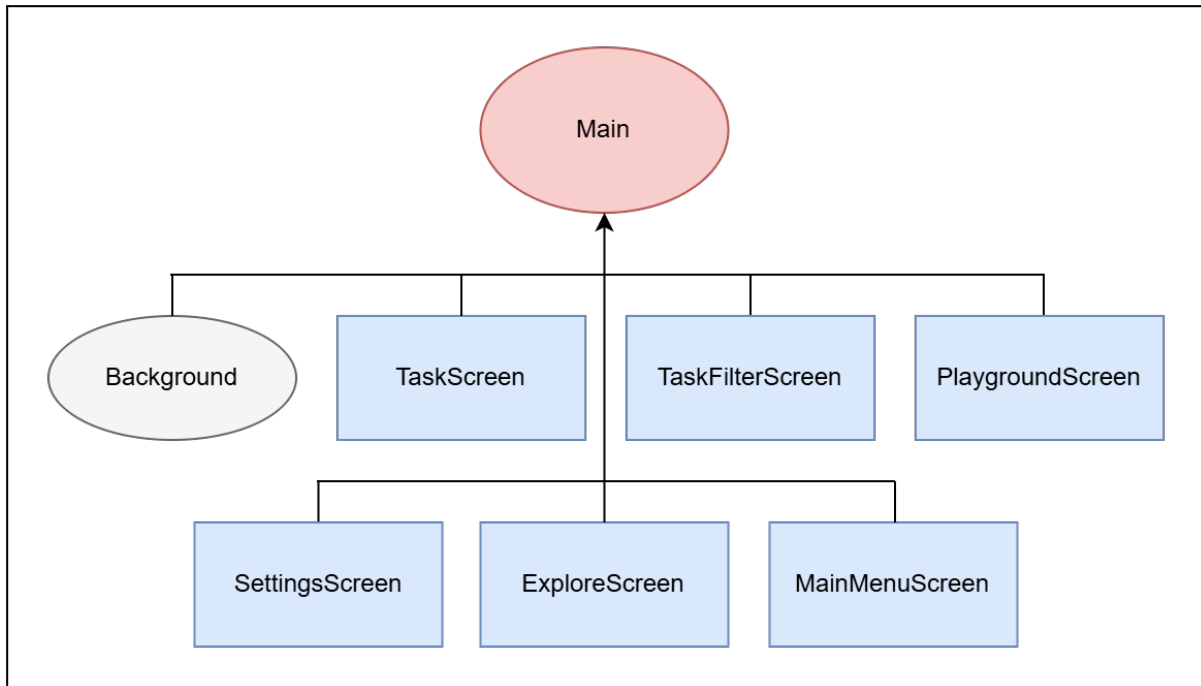 Main
Background
TaskScreen
TaskFilterScreen
PlaygroundScreen
SettingsScreen
ExploreScreen
MainMenuScreen